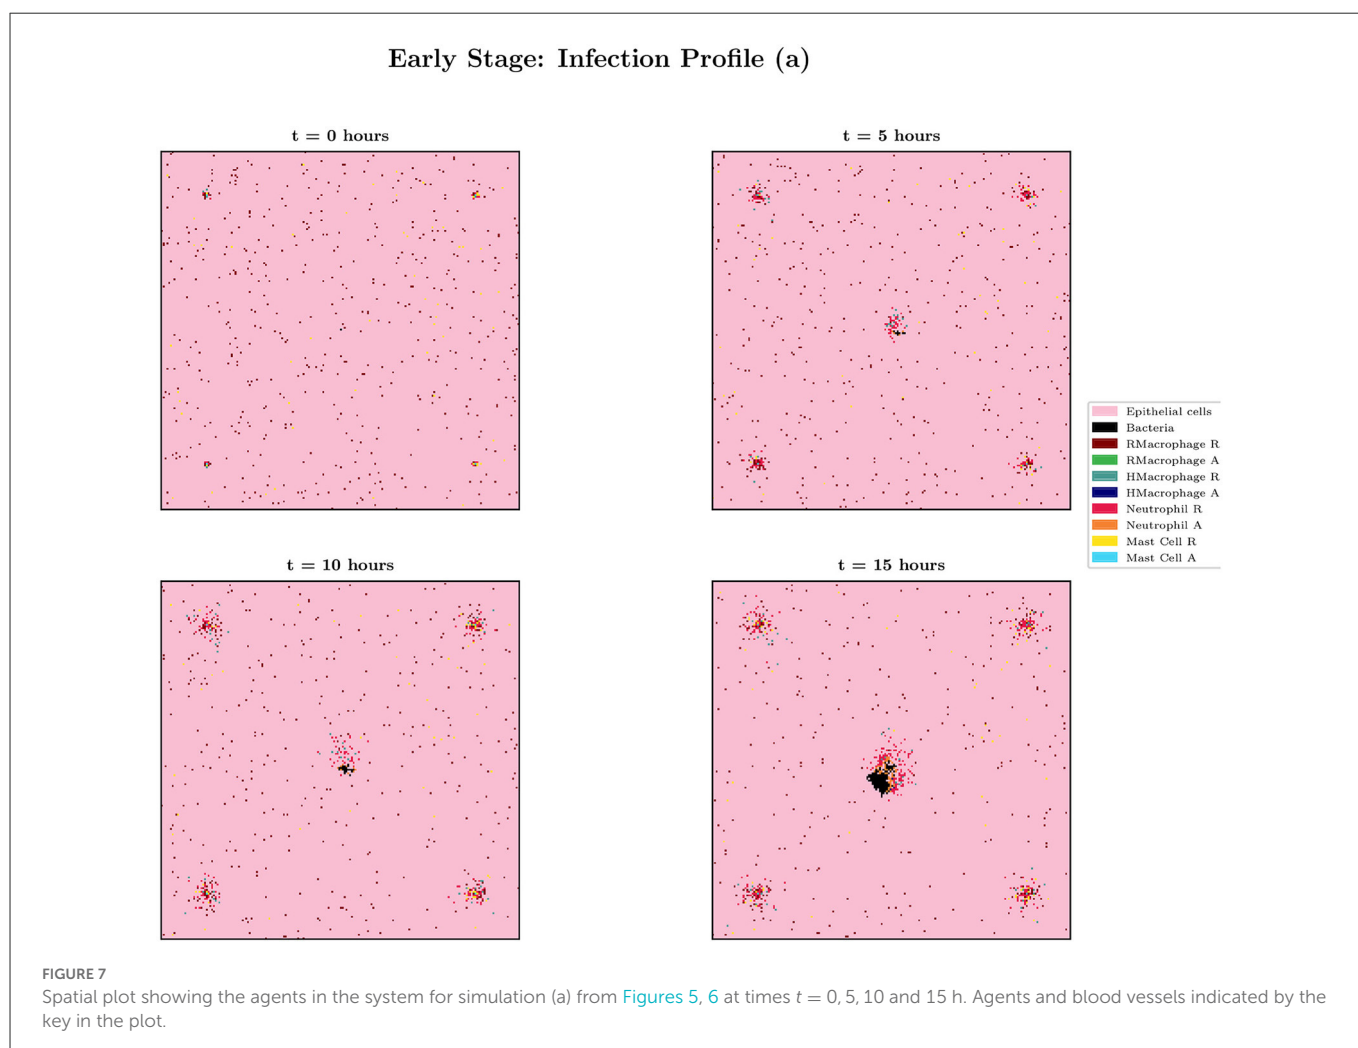 Early Stage: Infection Profile (a)
t = 0 hours
t = 5 hours
Epithelial cells
Bacteria
RMacrophage R
RMacrophage A
HMacrophage R
HMacrophage A
Neutrophil R
Neutrophil A
Mast Cell R
Mast Cell A
t = 10 hours
t = 15 hours
FIGURE 7
Spatial plot showing the agents in the system for simulation (a) from Figures 5, 6 at times t = 0, 5, 10 and 15 h. Agents and blood vessels indicated by the
key in the plot.